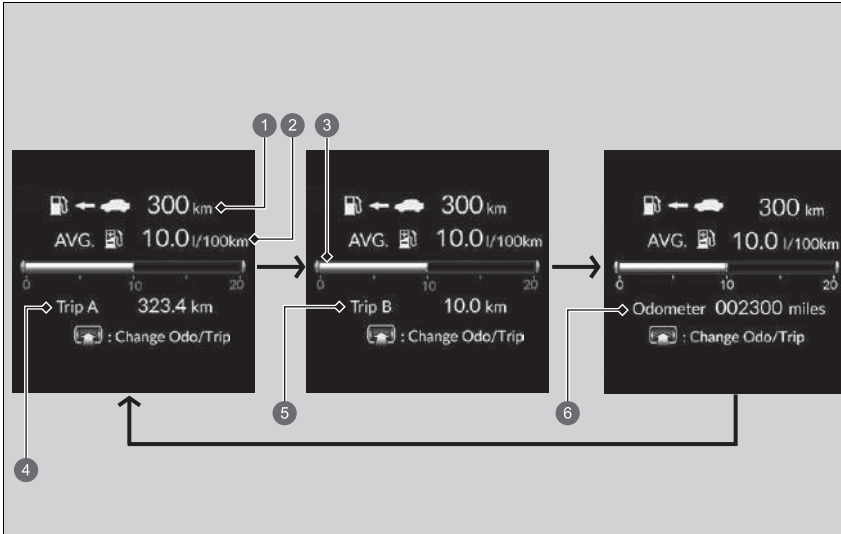 1 2 3
300 km
AVG. 10.0 l/100km
0 10 20
Trip A 323.4 km
: Change Odo/Trip
300 km
AVG. 10.0 l/100km
0 10 20
Trip B 10.0 km
: Change Odo/Trip
300 km
AVG. 10.0 l/100km
0 10 20
Odometer 002300 miles
: Change Odo/Trip
4 5 6